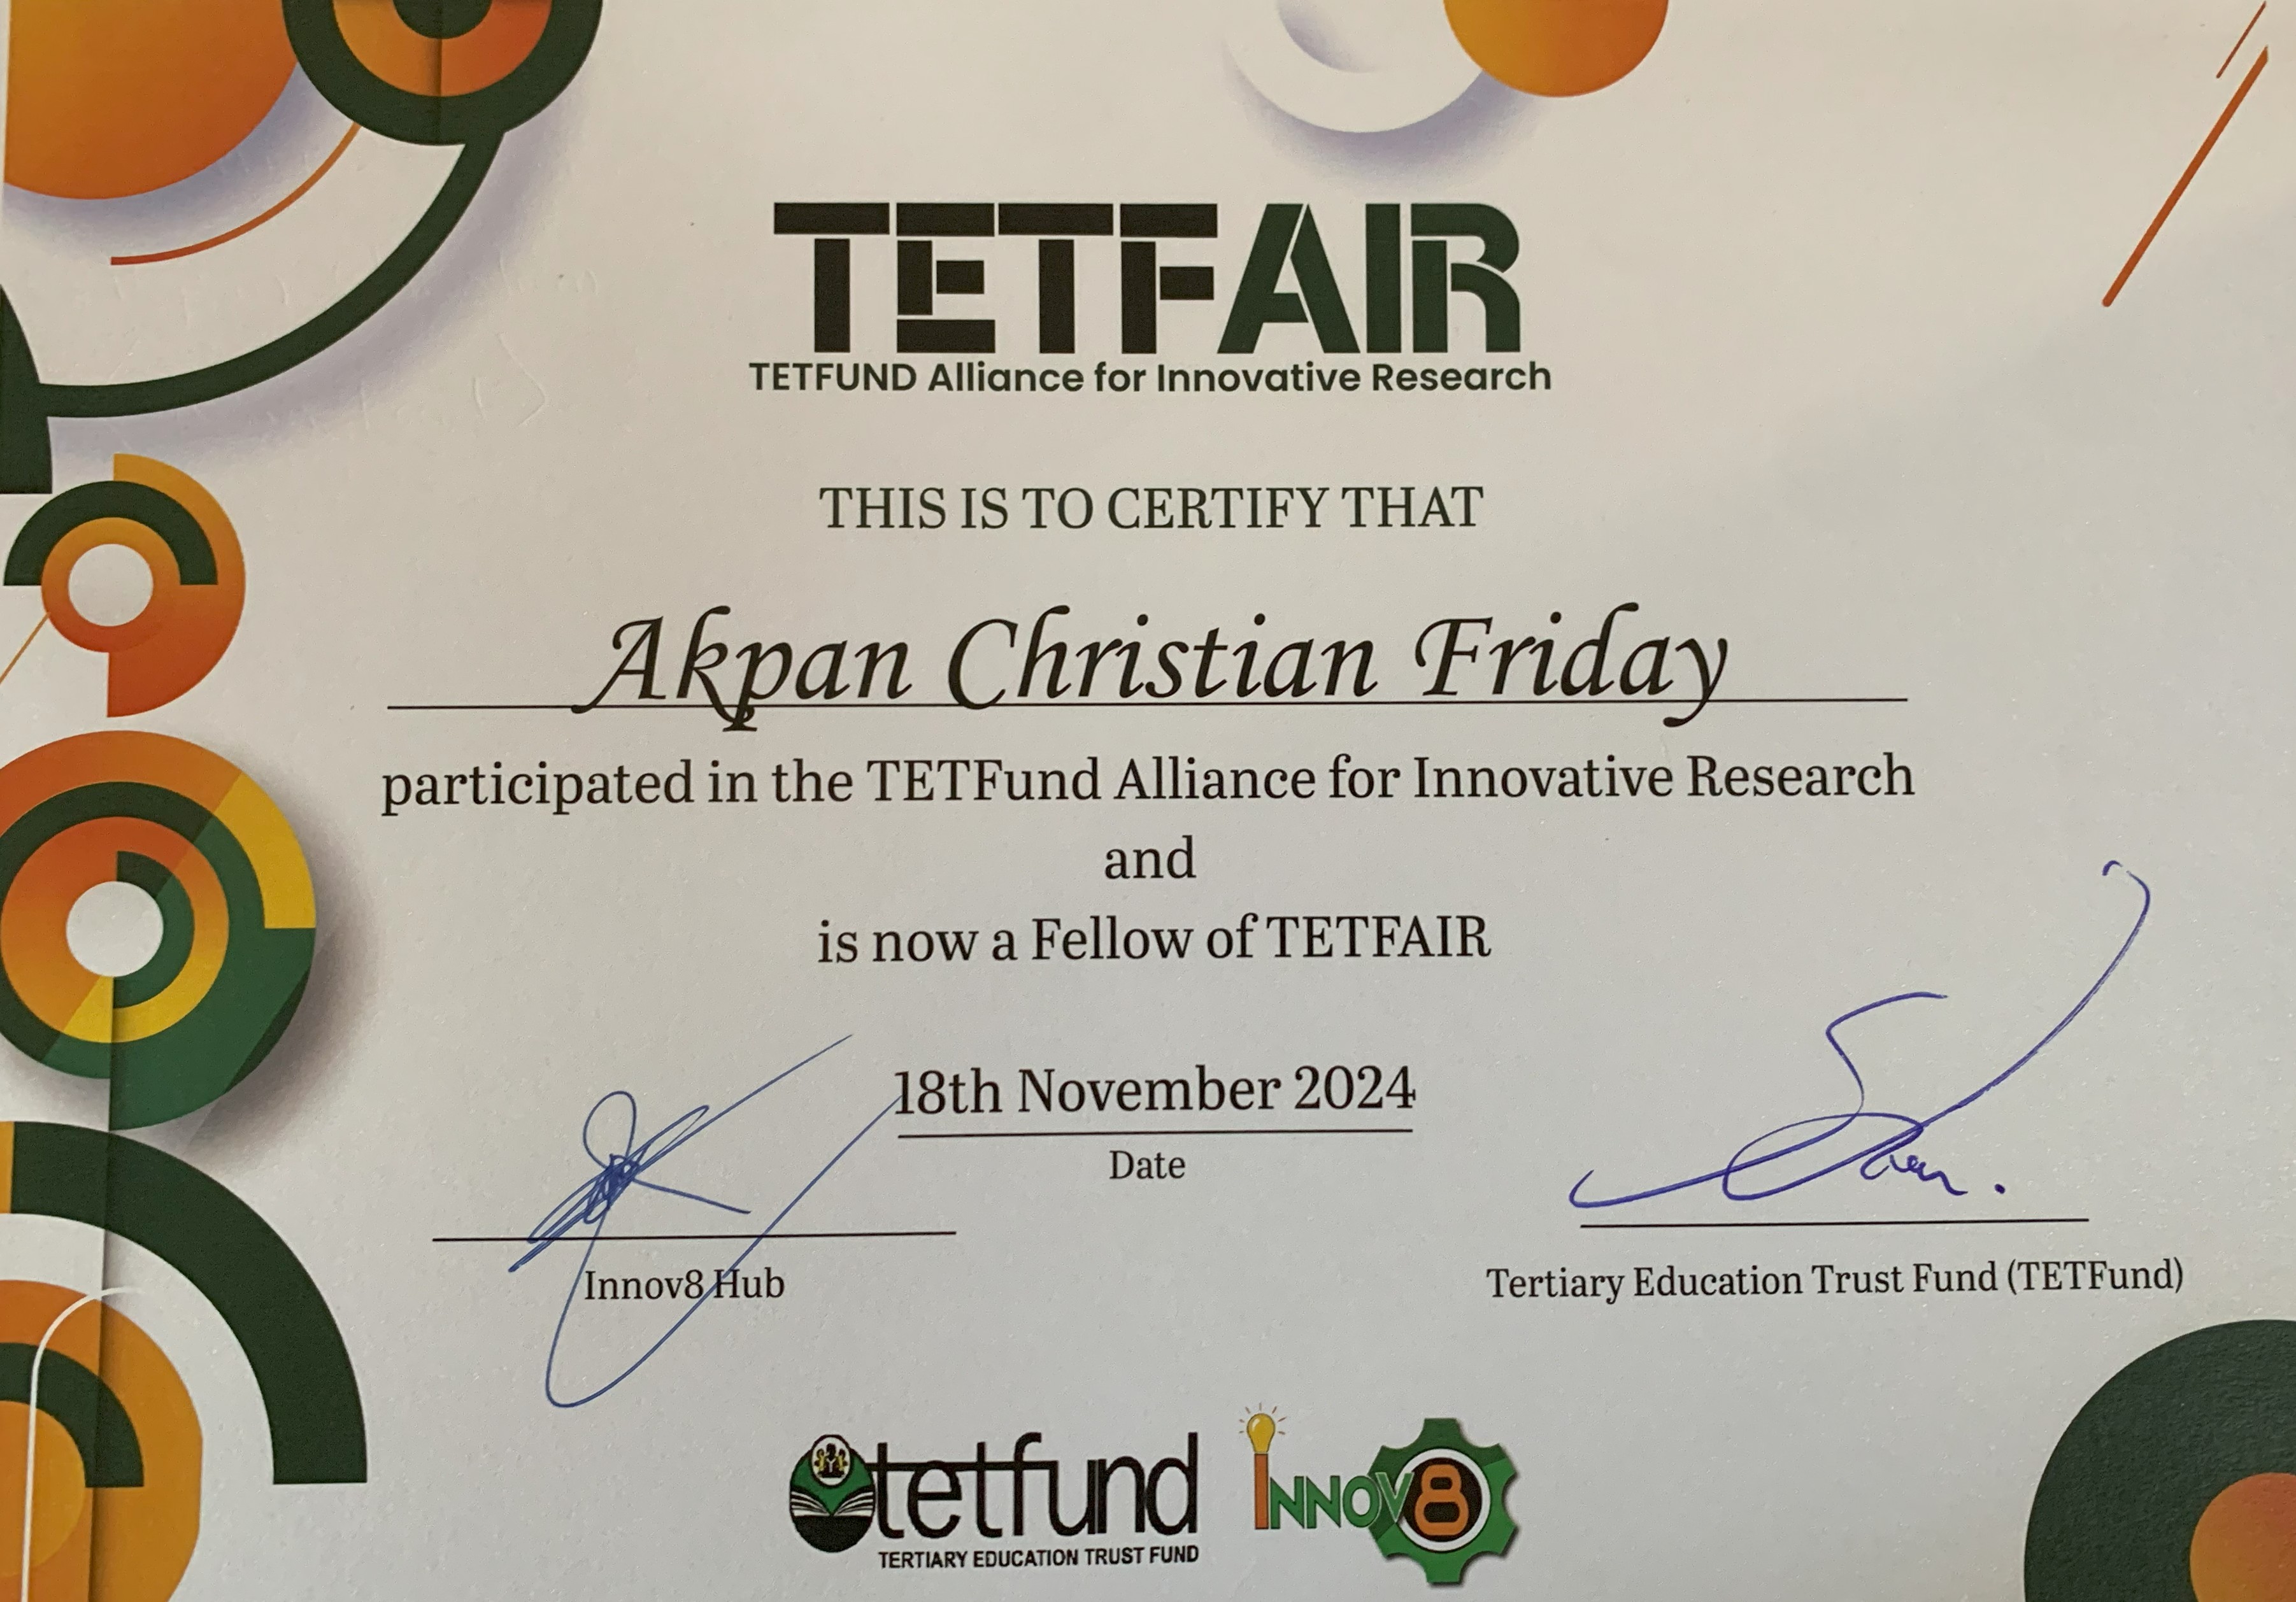 TETFAIR
TETFUND Alliance for Innovative Research
THIS IS TO CERTIFY THAT
Akpan Christian Friday
participated in the TETFund Alliance for Innovative Research
and
is now a Fellow of TETFAIR
18th November 2024
Date
Innov8 Hub
Tertiary Education Trust Fund (TETFund)
tetfund
TERTIARY EDUCATION TRUST FUND
INNOV8